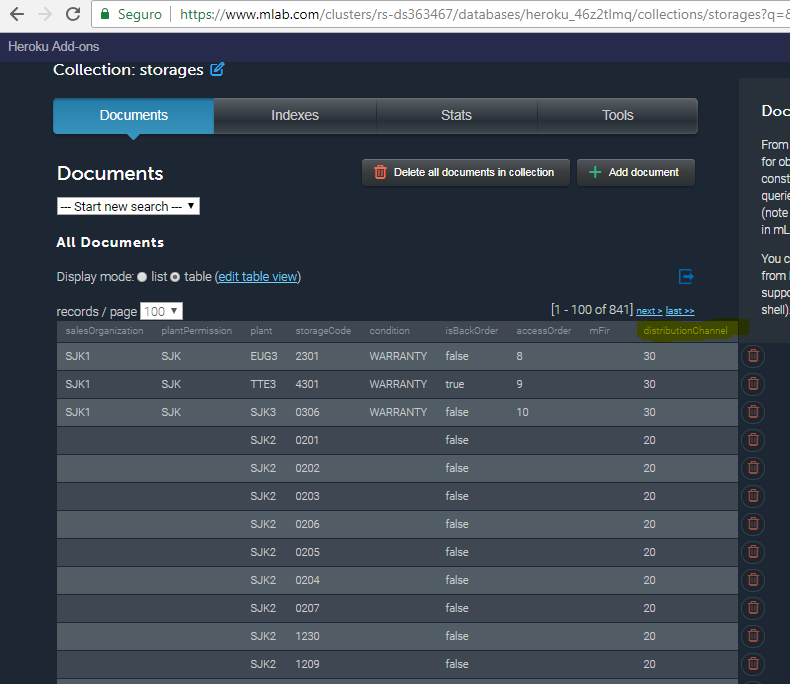 Seguro https://www.mlab.com/clusters/rs-ds363467/databases/heroku_46z2tlmq/collections/storages?q=
Heroku Add-ons
Collection: storages
Documents Indexes Stats Tools
Doc
Documents Delete all documents in collection + Add document
From
for ob
const
querie
(note
in mL
--- Start new search --- ▼
All Documents
You c
from
suppo
shell)
Display mode: list table (edit table view)
records / page 100 ▼ [1 - 100 of 841] next > last >>
salesOrganization plantPermission plant storageCode condition isBackOrder accessOrder mFir distributionChannel
SJK1 SJK EUG3 2301 WARRANTY false 8 30
SJK1 SJK TTE3 4301 WARRANTY true 9 30
SJK1 SJK SJK3 0306 WARRANTY false 10 30
SJK2 0201 false 20
SJK2 0202 false 20
SJK2 0203 false 20
SJK2 0206 false 20
SJK2 0205 false 20
SJK2 0204 false 20
SJK2 0207 false 20
SJK2 1230 false 20
SJK2 1209 false 20